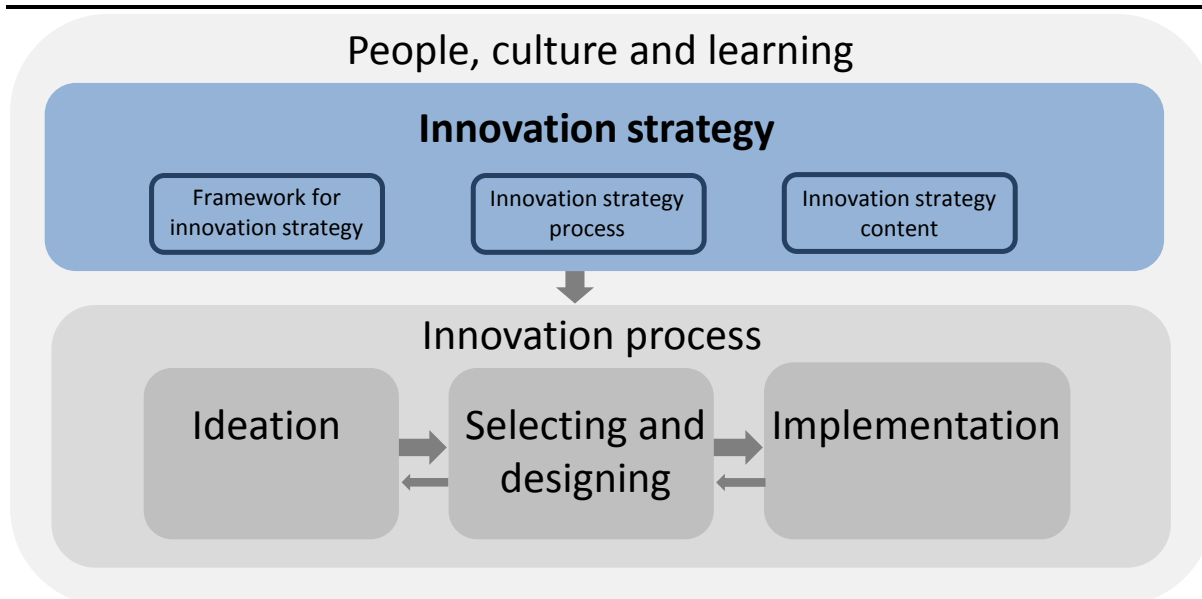 People, culture and learning
Innovation strategy
Framework for
innovation strategy
Innovation strategy
process
Innovation strategy
content
Innovation process
Ideation
Selecting and
designing
Implementation